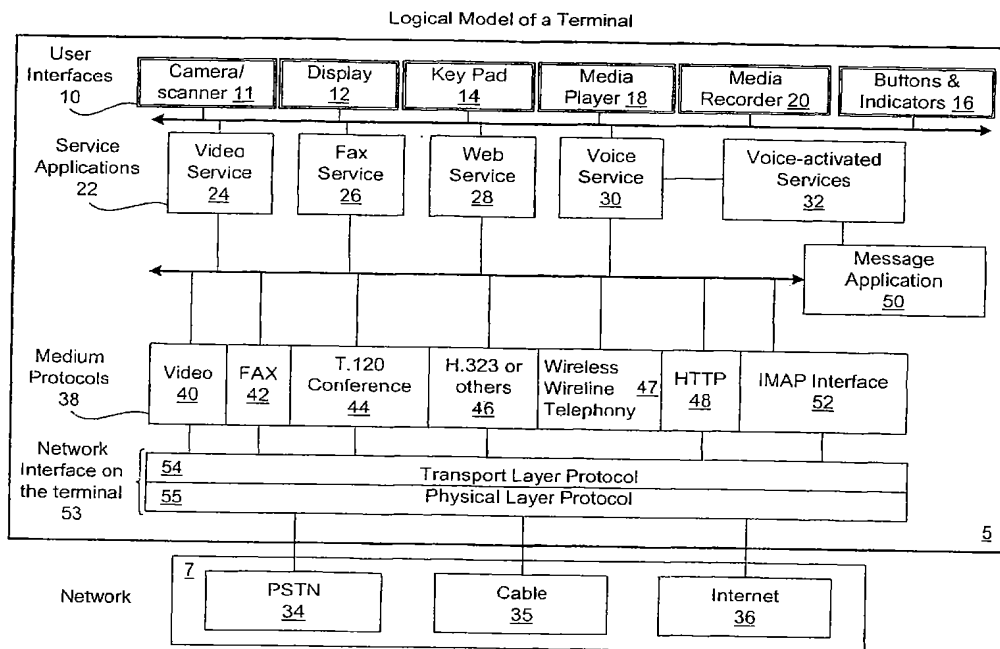 Logical Model of a Terminal
User
Interfaces
10
Camera/
scanner 11
Display
12
Key Pad
14
Media
Player 18
Media
Recorder 20
Buttons &
Indicators 16
Service
Applications
22
Video
Service
24
Fax
Service
26
Web
Service
28
Voice
Service
30
Voice-activated
Services
32
Message
Application
50
Medium
Protocols
38
Video
40
FAX
42
T.120
Conference
44
H.323 or
others
46
Wireless
Wireline
Telephony
47
HTTP
48
IMAP Interface
52
Network
Interface on
the terminal
53
54
Transport Layer Protocol
55
Physical Layer Protocol
5
Network
7
PSTN
34
Cable
35
Internet
36